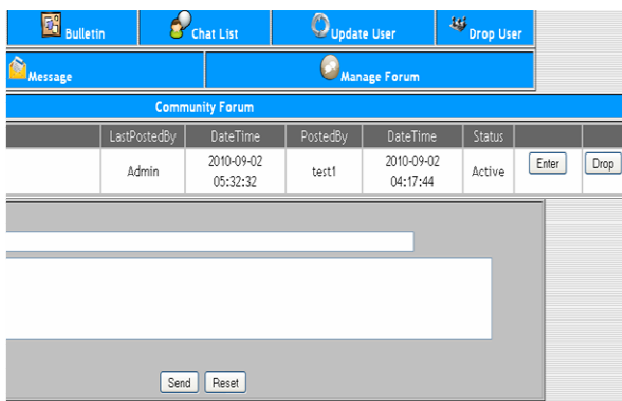 Bulletin Chat List Update User Drop User
Message Manage Forum
Community Forum
LastPostedBy DateTime PostedBy DateTime Status
Admin 2010-09-02 05:32:32 test1 2010-09-02 04:17:44 Active Enter Drop
Send Reset